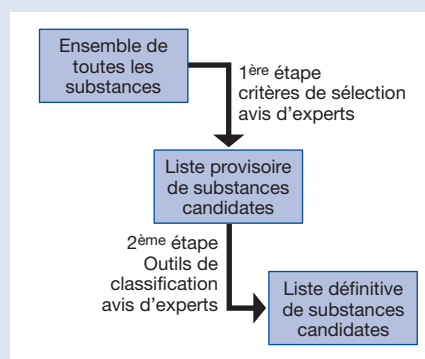 Ensemble de
toutes les
substances
1ère étape
critères de sélection
avis d'experts
Liste provisoire
de substances
candidates
2ème étape
Outils de
classification
avis d'experts
Liste définitive
de substances
candidates